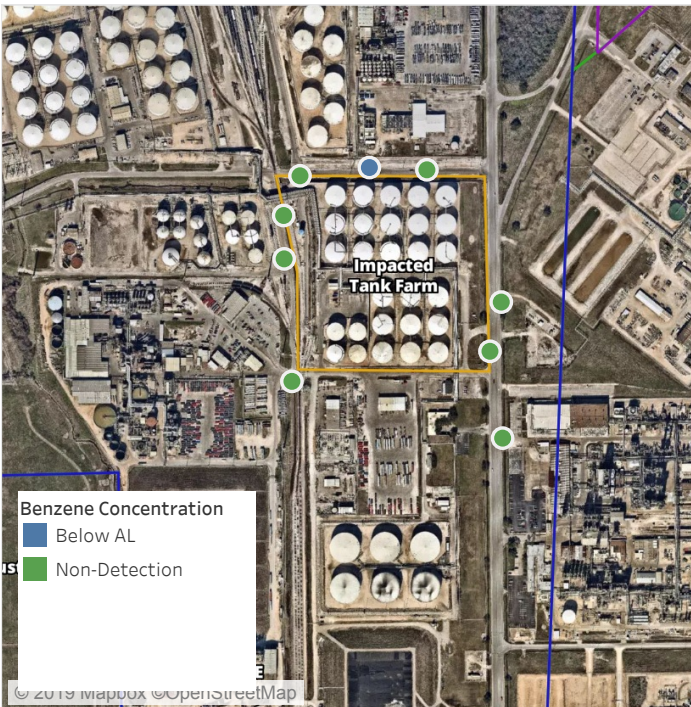 Impacted
Tank Farm
Benzene Concentration
Below AL
Non-Detection
© 2019 Mapbox ©OpenStreetMap